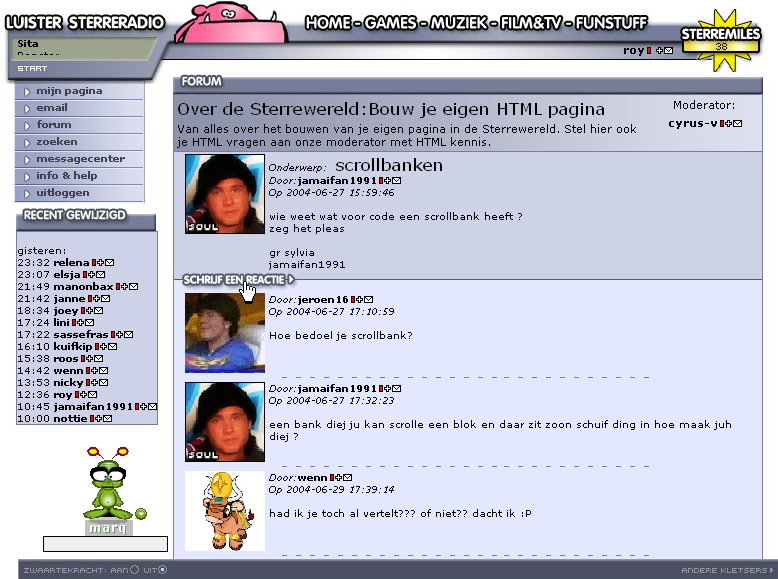 LUISTER STERRERADIO
HOME - GAMES - MUZIEK - FILM&TV - FUNSTUFF
STERREMILES
38
Sita
roy
START
mijn pagina
email
forum
zoeken
messagecenter
info & help
uitloggen
RECENT GEWIJZIGD
gisteren:
23:32 relena
23:07 elsja
21:49 manonbax
21:42 janne
18:34 joey
17:24 lini
17:22 sassefras
16:10 kuifkip
15:38 roos
14:42 wenn
13:53 nicky
12:36 roy
10:45 jamaifan1991
10:00 nottie
marq
FORUM
Over de Sterrewereld:Bouw je eigen HTML pagina
Van alles over het bouwen van je eigen pagina in de Sterrewereld. Stel hier ook
je HTML vragen aan onze moderator met HTML kennis.
Moderator:
cyrus-v
SOUL
Onderwerp: scrollbanken
Door:jamaifan1991
Op 2004-06-27 15:59:46
wie weet wat voor code een scrollbank heeft ?
zeg het pleas
gr sylvia
jamaifan1991
SCHRIJF EEN REACTIE
Door:jeroen16
Op 2004-06-27 17:10:59
Hoe bedoel je scrollbank?
SOUL
Door:jamaifan1991
Op 2004-06-27 17:32:23
een bank diej ju kan scrolle een blok en daar zit zoon schuif ding in hoe maak juh
diej ?
Door:wenn
Op 2004-06-29 17:39:14
had ik je toch al vertelt??? of niet?? dacht ik :P
ZWAARTEKRACHT: AAN UIT
ANDERE KLETSERS